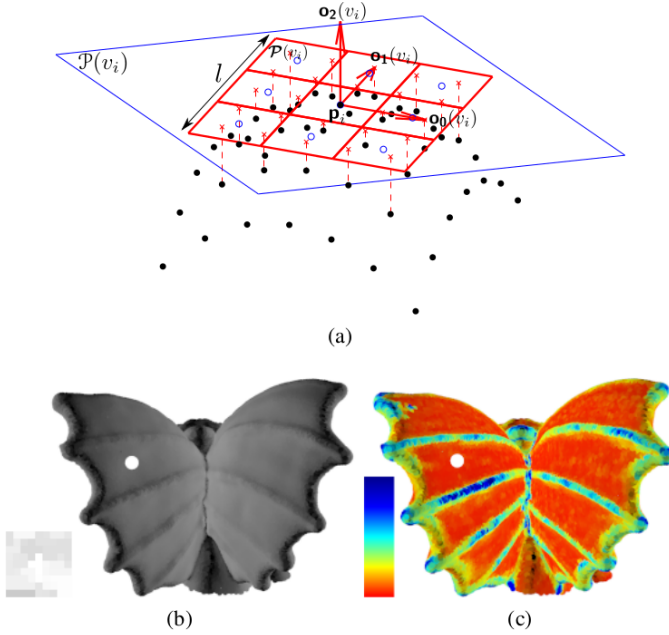 o₂(vᵢ)
𝒫(vᵢ)
o₁(vᵢ)
𝒫(vᵢ)
l
pᵢ
o₀(vᵢ)
(a)
(b)
(c)